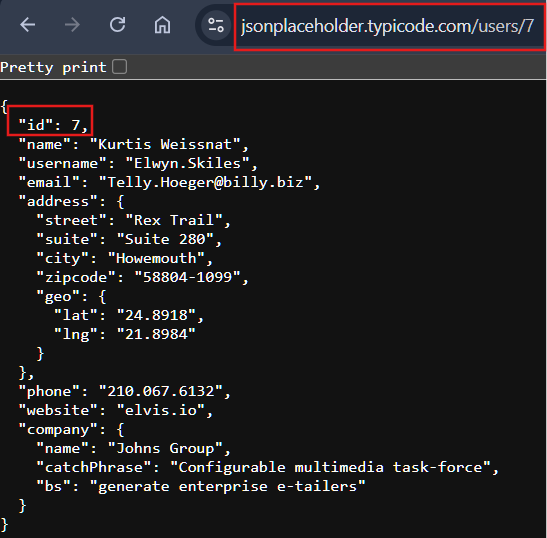 jsonplaceholder.typicode.com/users/7
Pretty print
{
  "id": 7,
  "name": "Kurtis Weissnat",
  "username": "Elwyn.Skiles",
  "email": "Telly.Hoeger@billy.biz",
  "address": {
    "street": "Rex Trail",
    "suite": "Suite 280",
    "city": "Howemouth",
    "zipcode": "58804-1099",
    "geo": {
      "lat": "24.8918",
      "lng": "21.8984"
    }
  },
  "phone": "210.067.6132",
  "website": "elvis.io",
  "company": {
    "name": "Johns Group",
    "catchPhrase": "Configurable multimedia task-force",
    "bs": "generate enterprise e-tailers"
  }
}